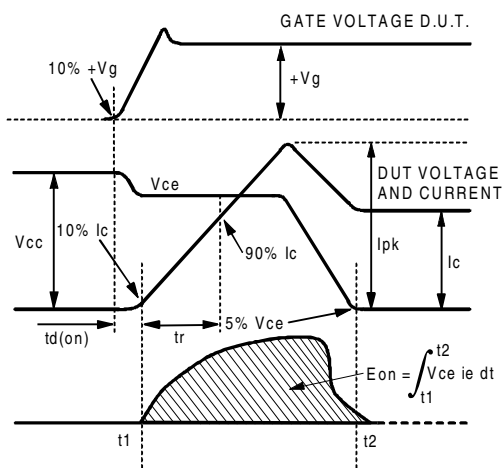 GATE VOLTAGE D.U.T.
10% +Vg
+Vg
DUT VOLTAGE
AND CURRENT
Vce
Vcc
10% Ic
90% Ic
Ipk
Ic
td(on)
tr
5% Vce
Eon = ∫ Vce ie dt
t2
t1
t1
t2